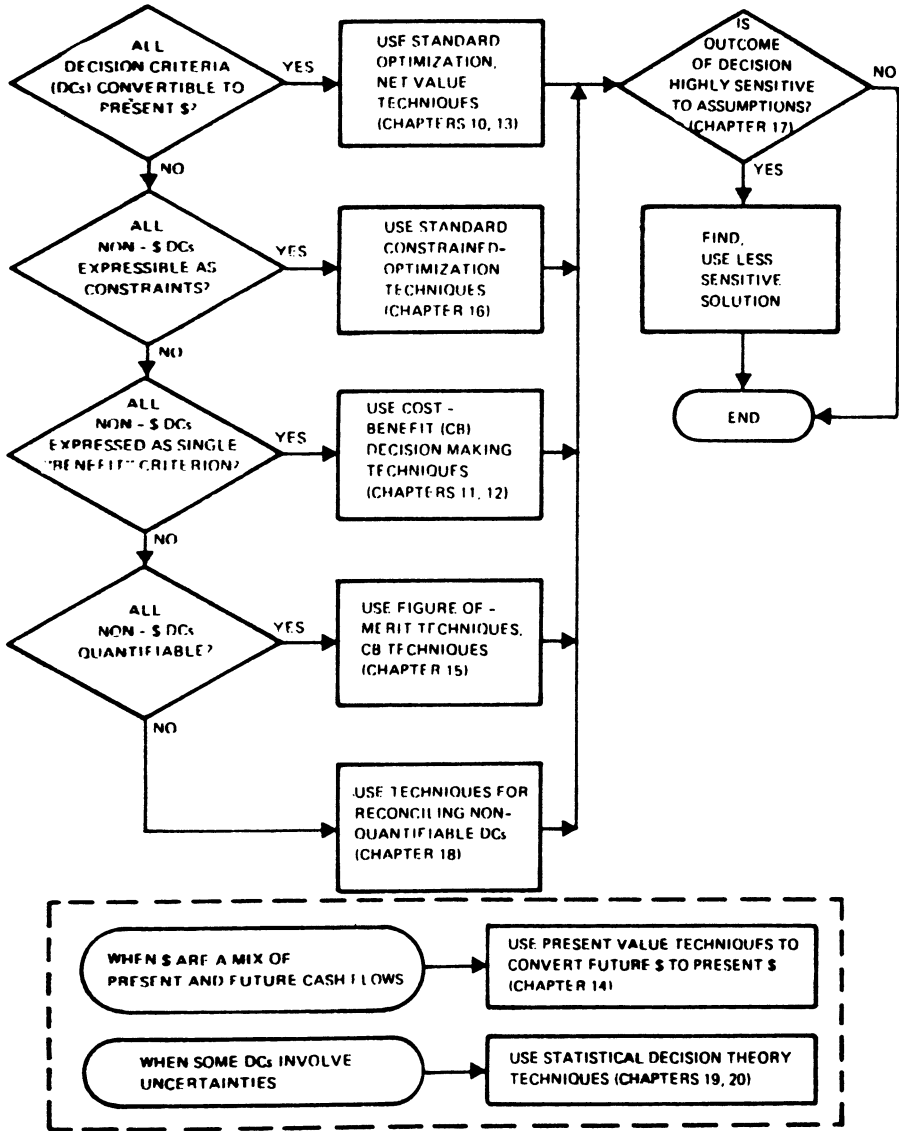 ALL
DECISION CRITERIA
(DCs) CONVERTIBLE TO
PRESENT $?
YES
NO
USE STANDARD
OPTIMIZATION,
NET VALUE
TECHNIQUES
(CHAPTERS 10, 13)
IS
OUTCOME
OF DECISION
HIGHLY SENSITIVE
TO ASSUMPTIONS?
(CHAPTER 17)
NO
YES
FIND,
USE LESS
SENSITIVE
SOLUTION
END
ALL
NON - $ DCs
EXPRESSIBLE AS
CONSTRAINTS?
YES
NO
USE STANDARD
CONSTRAINED-
OPTIMIZATION
TECHNIQUES
(CHAPTER 16)
ALL
NON - $ DCs
EXPRESSED AS SINGLE
"BENEFIT" CRITERION?
YES
NO
USE COST -
BENEFIT (CB)
DECISION MAKING
TECHNIQUES
(CHAPTERS 11, 12)
ALL
NON - $ DCs
QUANTIFIABLE?
YES
NO
USE FIGURE OF -
MERIT TECHNIQUES,
CB TECHNIQUES
(CHAPTER 15)
USE TECHNIQUES FOR
RECONCILING NON-
QUANTIFIABLE DCs
(CHAPTER 18)
WHEN $ ARE A MIX OF
PRESENT AND FUTURE CASH FLOWS
USE PRESENT VALUE TECHNIQUES TO
CONVERT FUTURE $ TO PRESENT $
(CHAPTER 14)
WHEN SOME DCs INVOLVE
UNCERTAINTIES
USE STATISTICAL DECISION THEORY
TECHNIQUES (CHAPTERS 19, 20)